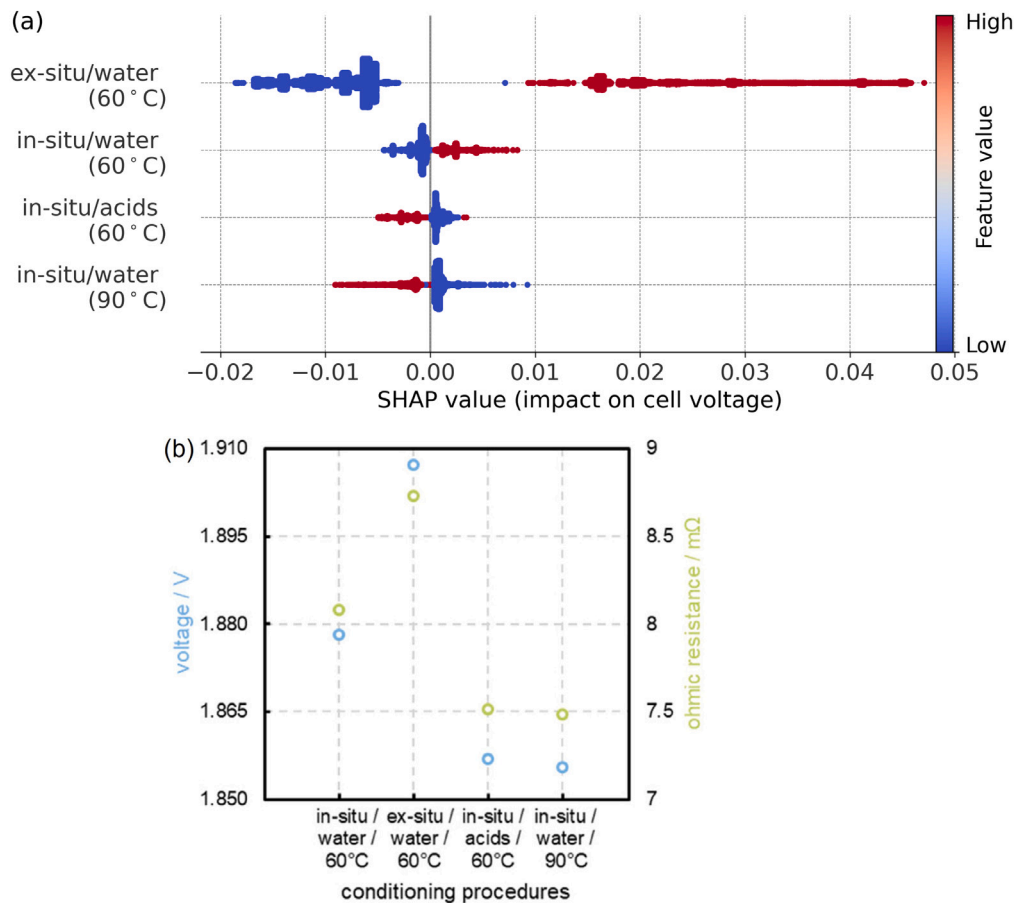 (a)
ex-situ/water
(60°C)
in-situ/water
(60°C)
in-situ/acids
(60°C)
in-situ/water
(90°C)
−0.02 −0.01 0.00 0.01 0.02 0.03 0.04 0.05
SHAP value (impact on cell voltage)
High
Feature value
Low
(b)
1.910
1.895
1.880
1.865
1.850
voltage / V
9
8.5
8
7.5
7
ohmic resistance / mΩ
in-situ / ex-situ / in-situ / in-situ /
water / water / acids / water /
60°C 60°C 60°C 90°C
conditioning procedures